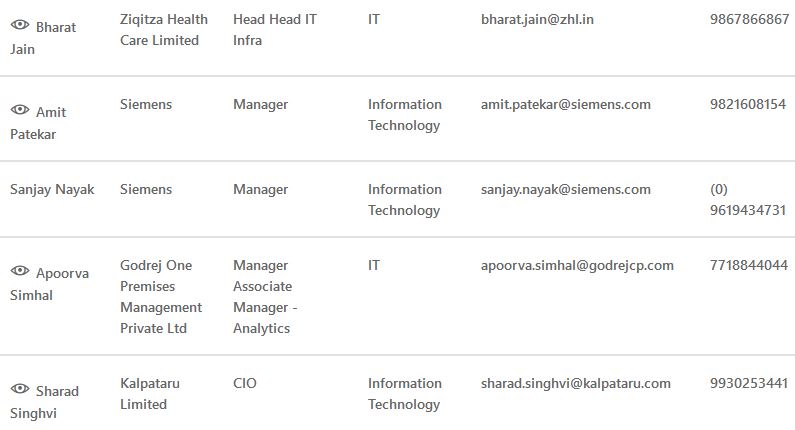 Bharat Jain Ziqitza Health Care Limited Head Head IT Infra IT bharat.jain@zhl.in 9867866867
Amit Patekar Siemens Manager Information Technology amit.patekar@siemens.com 9821608154
Sanjay Nayak Siemens Manager Information Technology sanjay.nayak@siemens.com (0) 9619434731
Apoorva Simhal Godrej One Premises Management Private Ltd Manager Associate Manager - Analytics IT apoorva.simhal@godrejcp.com 7718844044
Sharad Singhvi Kalpataru Limited CIO Information Technology sharad.singhvi@kalpataru.com 9930253441